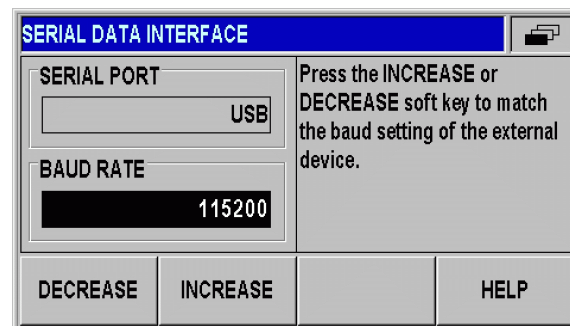 SERIAL DATA INTERFACE
SERIAL PORT
USB
BAUD RATE
115200
Press the INCREASE or
DECREASE soft key to match
the baud setting of the external
device.
DECREASE
INCREASE
HELP